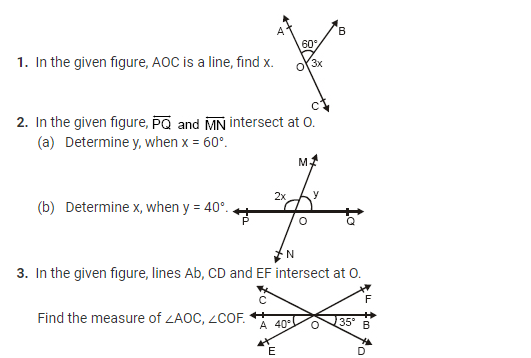 A
B
60°
1. In the given figure, AOC is a line, find x.
O
3x
C
2. In the given figure, PQ and MN intersect at O.
(a) Determine y, when x = 60°.
M
2x
y
(b) Determine x, when y = 40°.
P
O
Q
N
3. In the given figure, lines Ab, CD and EF intersect at O.
C
F
Find the measure of ∠AOC, ∠COF.
A 40° O 35° B
E
D